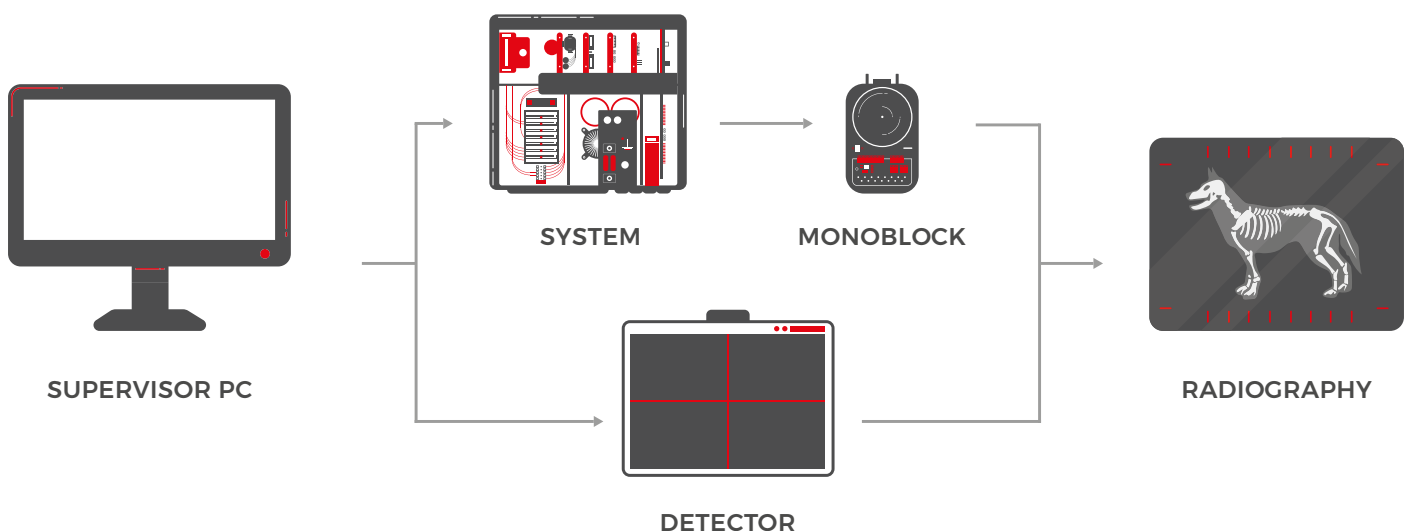 SYSTEM
MONOBLOCK
SUPERVISOR PC
RADIOGRAPHY
DETECTOR